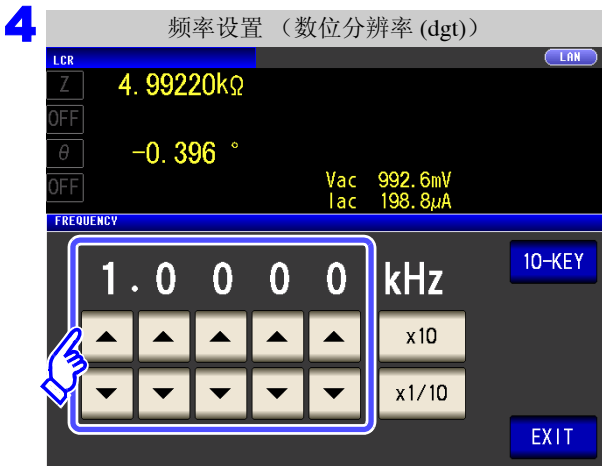 4
频率设置 （数位分辨率 (dgt)）
LCR LAN
Z 4.99220kΩ
OFF
θ -0.396 °
OFF Vac 992.6mV
Iac 198.8μA
FREQUENCY
1.0000 kHz 10-KEY
x10
x1/10
EXIT